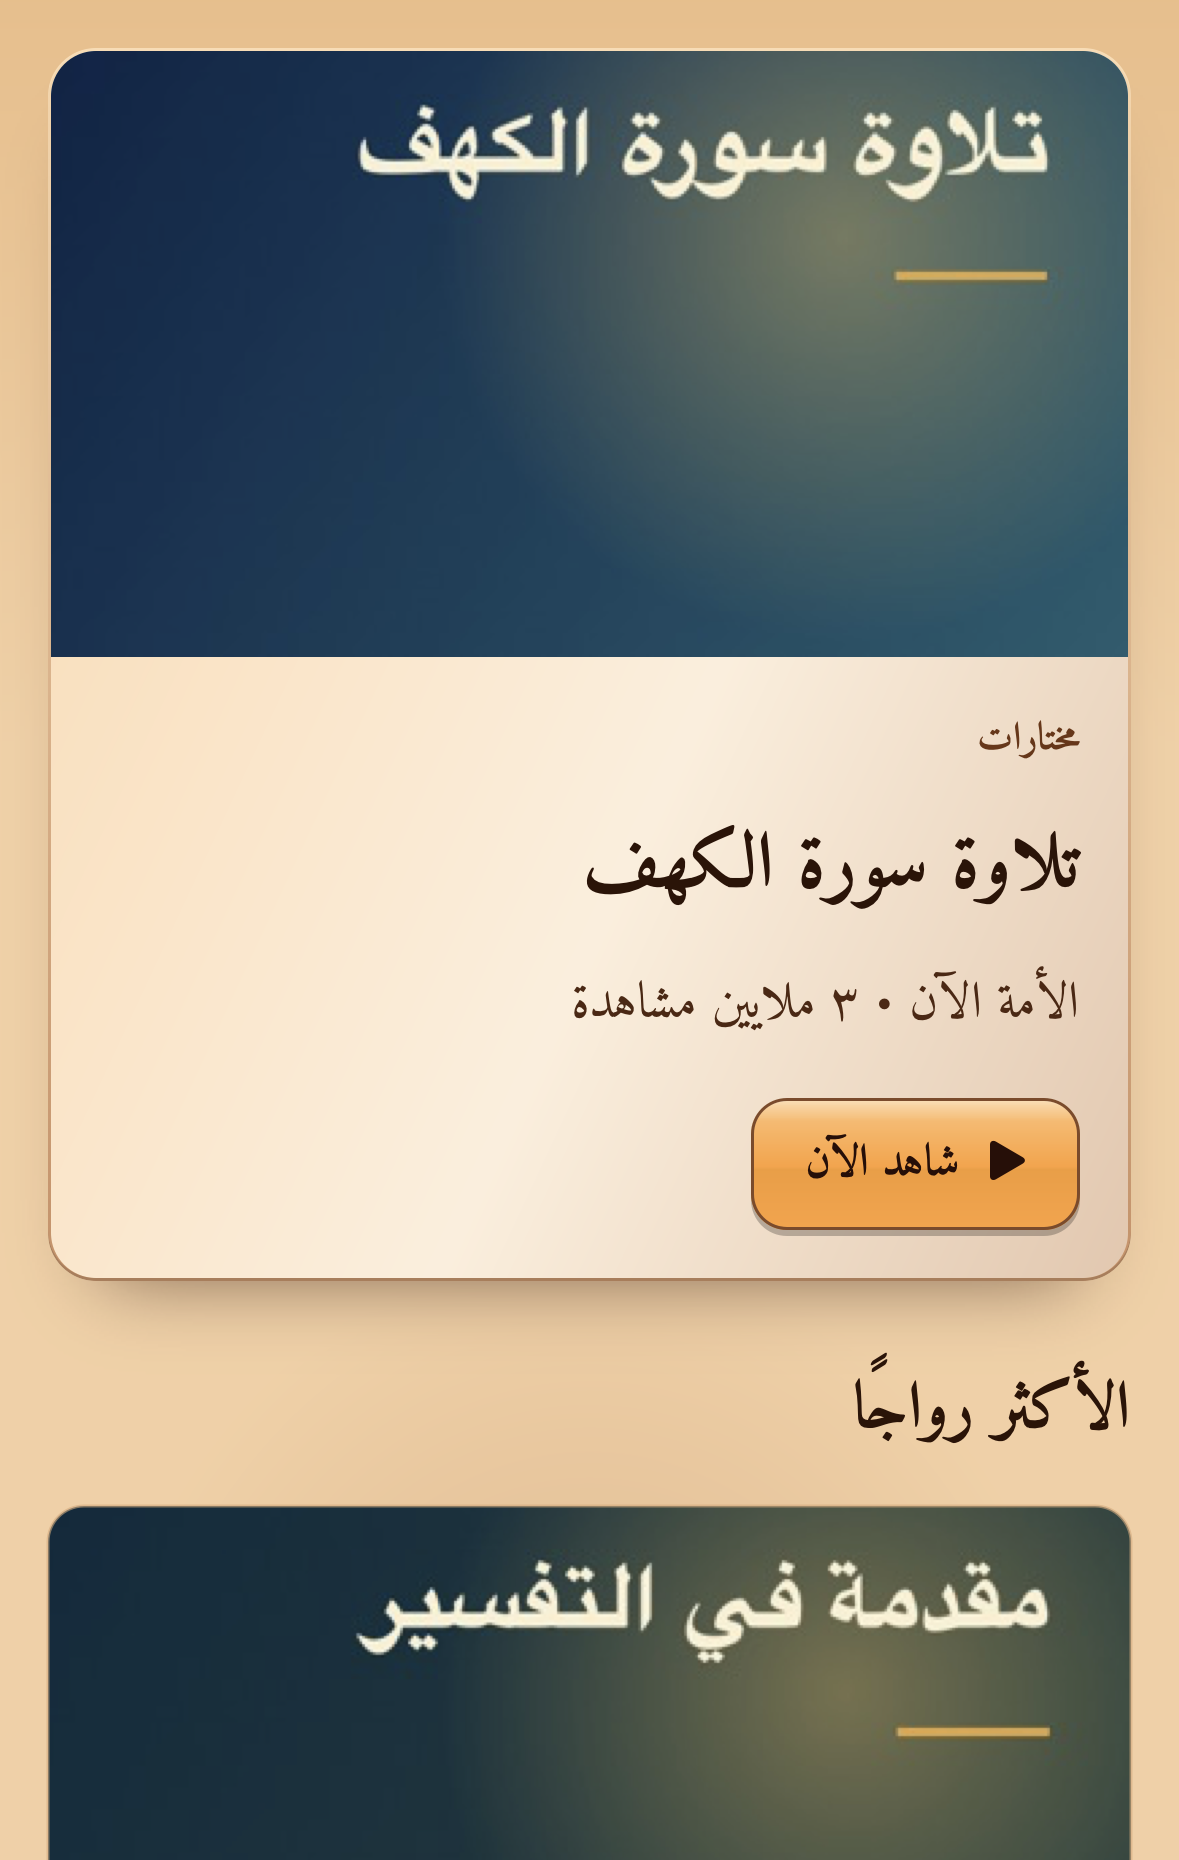 تلاوة سورة الكهف
مختارات
تلاوة سورة الكهف
الأمة الآن • ٣ ملايين مشاهدة
شاهد الآن
الأكثر رواجًا
مقدمة في التفسير